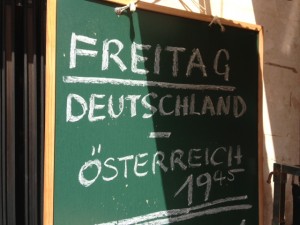 FREITAG
DEUTSCHLAND
-
ÖSTERREICH
19⁴⁵